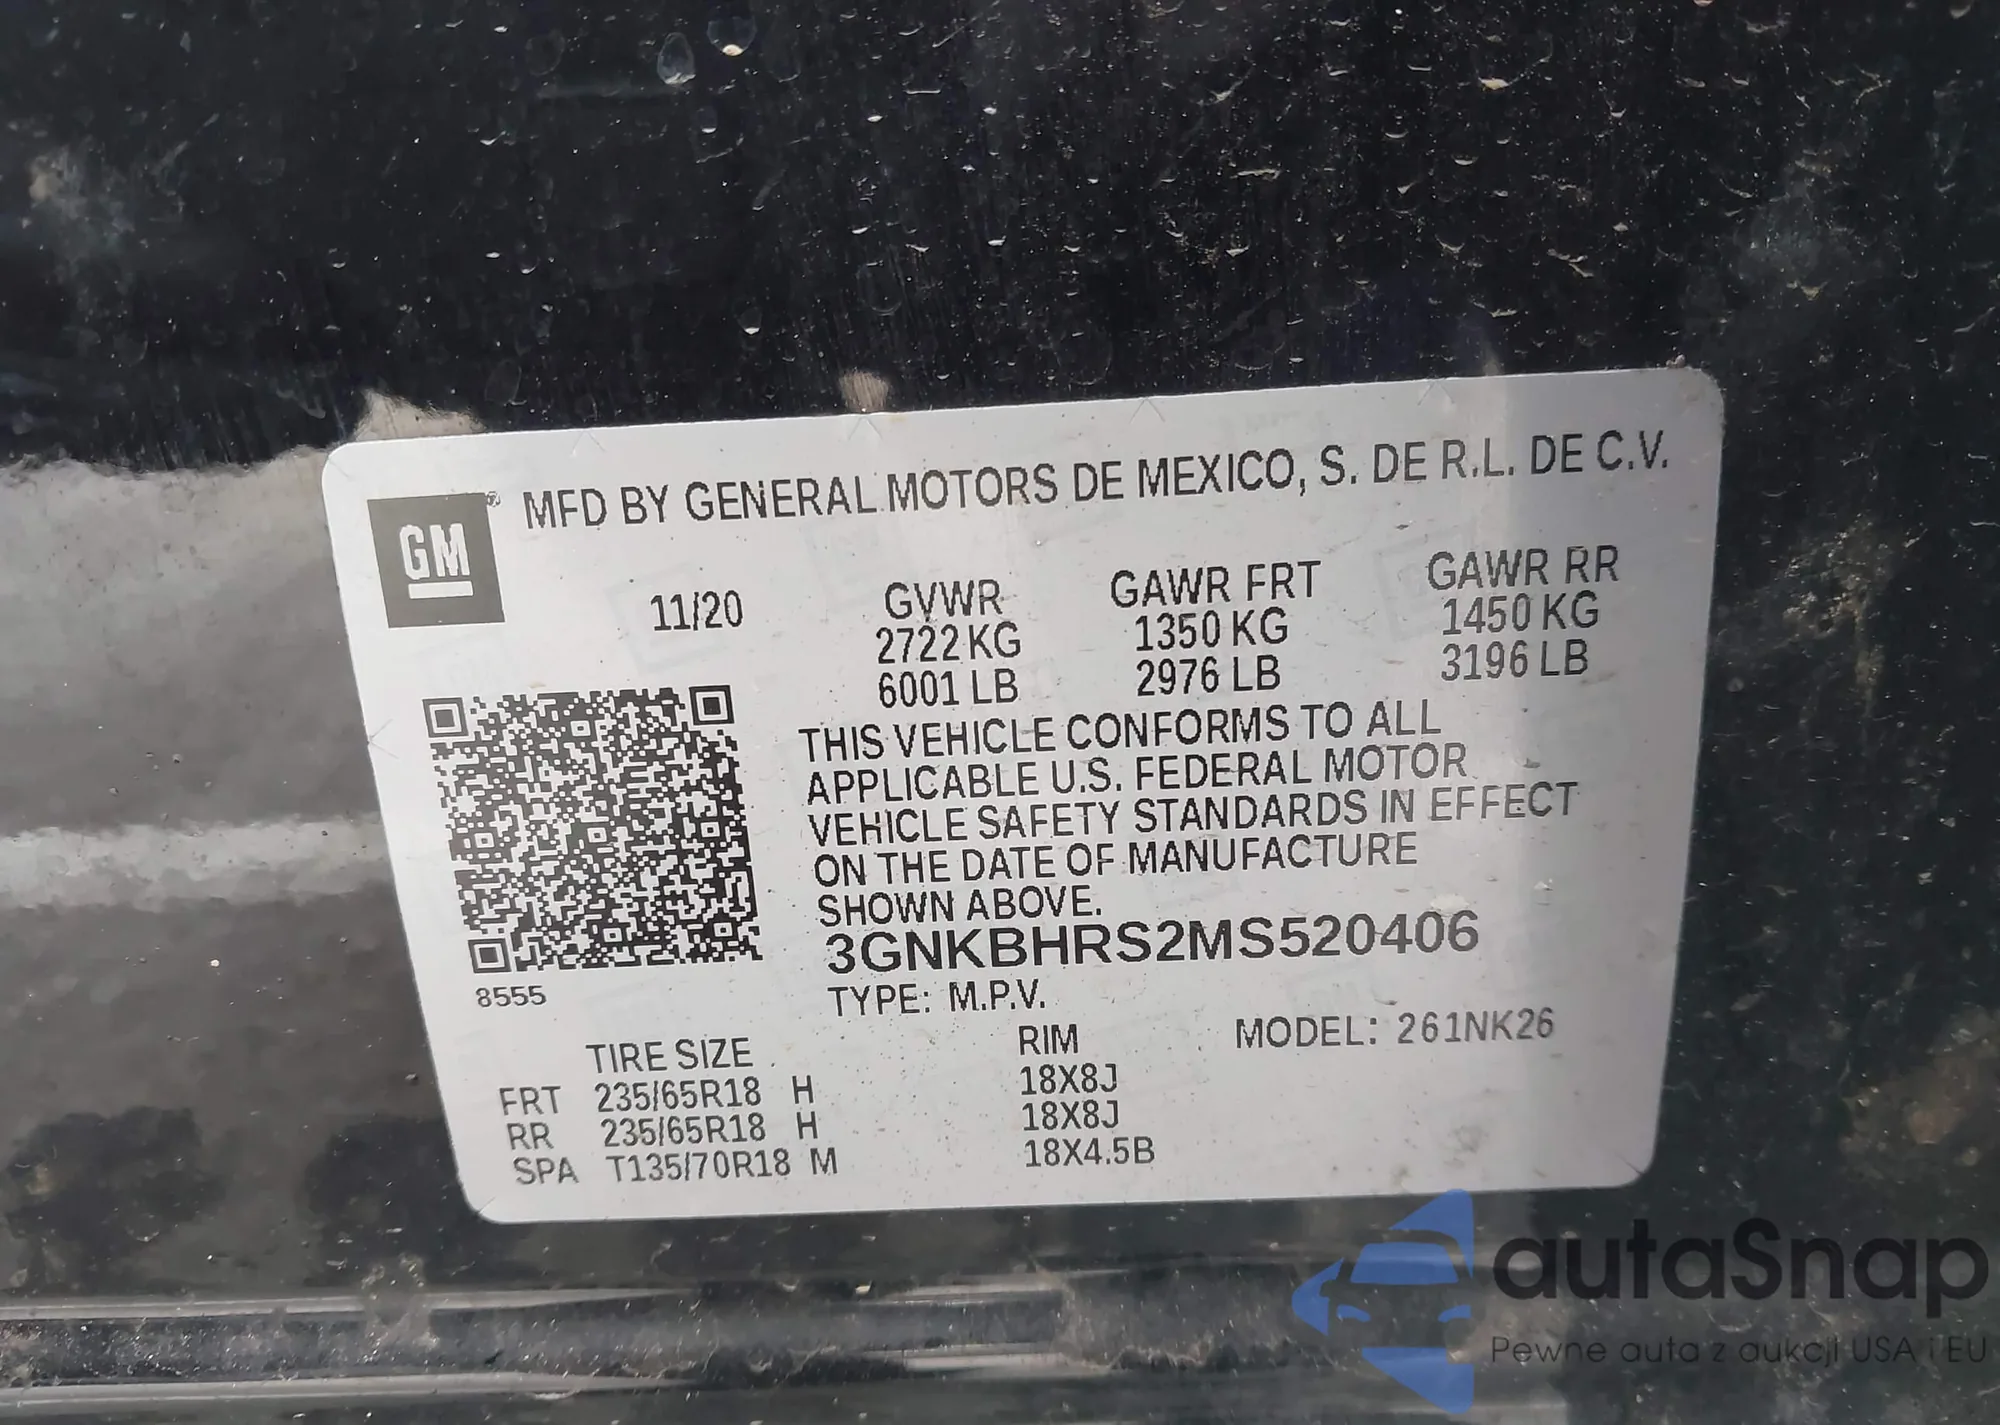 GM® MFD BY GENERAL MOTORS DE MEXICO, S. DE R.L. DE C.V.
11/20 GVWR GAWR FRT GAWR RR
2722 KG 1350 KG 1450 KG
6001 LB 2976 LB 3196 LB
THIS VEHICLE CONFORMS TO ALL
APPLICABLE U.S. FEDERAL MOTOR
VEHICLE SAFETY STANDARDS IN EFFECT
ON THE DATE OF MANUFACTURE
SHOWN ABOVE.
3GNKBHRS2MS520406
8555
TYPE: M.P.V.
TIRE SIZE RIM MODEL: 261NK26
FRT 235/65R18 H 18X8J
RR 235/65R18 H 18X8J
SPA T135/70R18 M 18X4.5B
autaSnap
Pewne auta z aukcji USA i EU